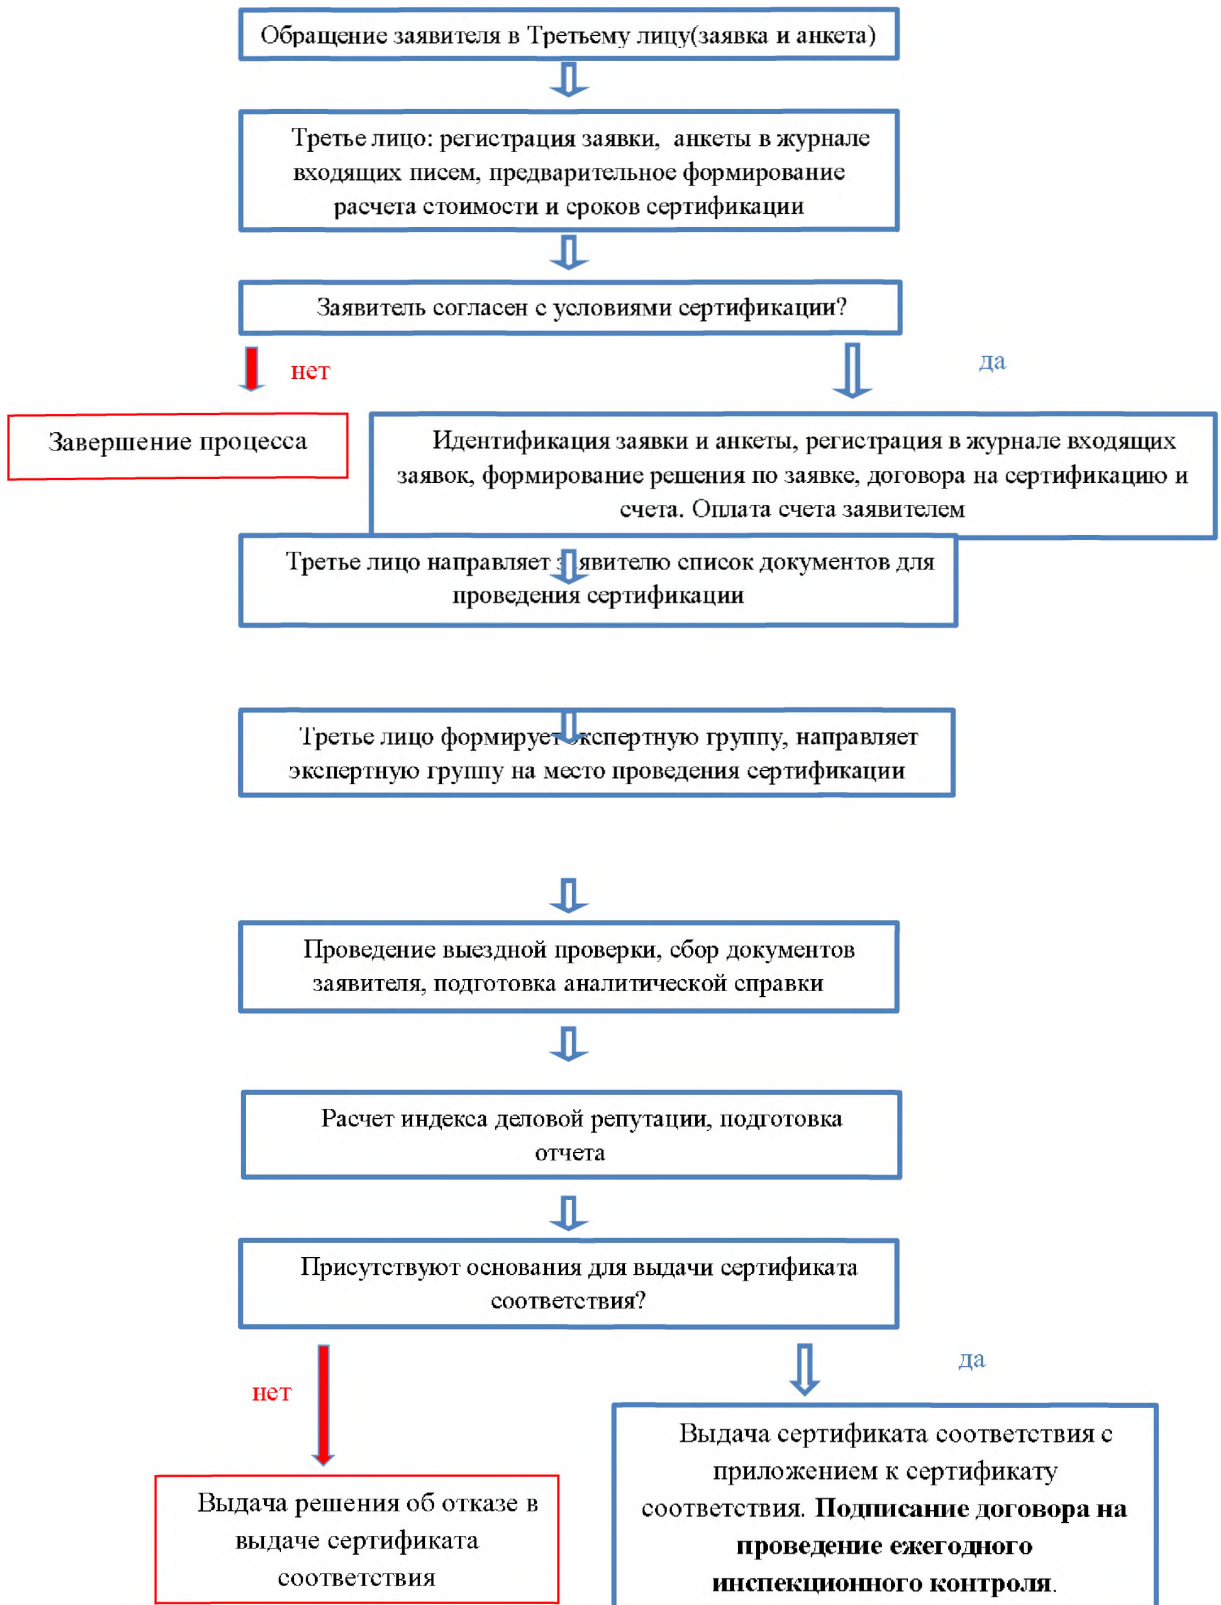 Обращение заявителя в Третьему лицу(заявка и анкета)
Третье лицо: регистрация заявки, анкеты в журнале
входящих писем, предварительное формирование
расчета стоимости и сроков сертификации
Заявитель согласен с условиями сертификации?
нет
да
Завершение процесса
Идентификация заявки и анкеты, регистрация в журнале входящих
заявок, формирование решения по заявке, договора на сертификацию и
счета. Оплата счета заявителем
Третье лицо направляет заявителю список документов для
проведения сертификации
Третье лицо формирует экспертную группу, направляет
экспертную группу на место проведения сертификации
Проведение выездной проверки, сбор документов
заявителя, подготовка аналитической справки
Расчет индекса деловой репутации, подготовка
отчета
Присутствуют основания для выдачи сертификата
соответствия?
нет
да
Выдача решения об отказе в
выдаче сертификата
соответствия
Выдача сертификата соответствия с
приложением к сертификату
соответствия. Подписание договора на
проведение ежегодного
инспекционного контроля.